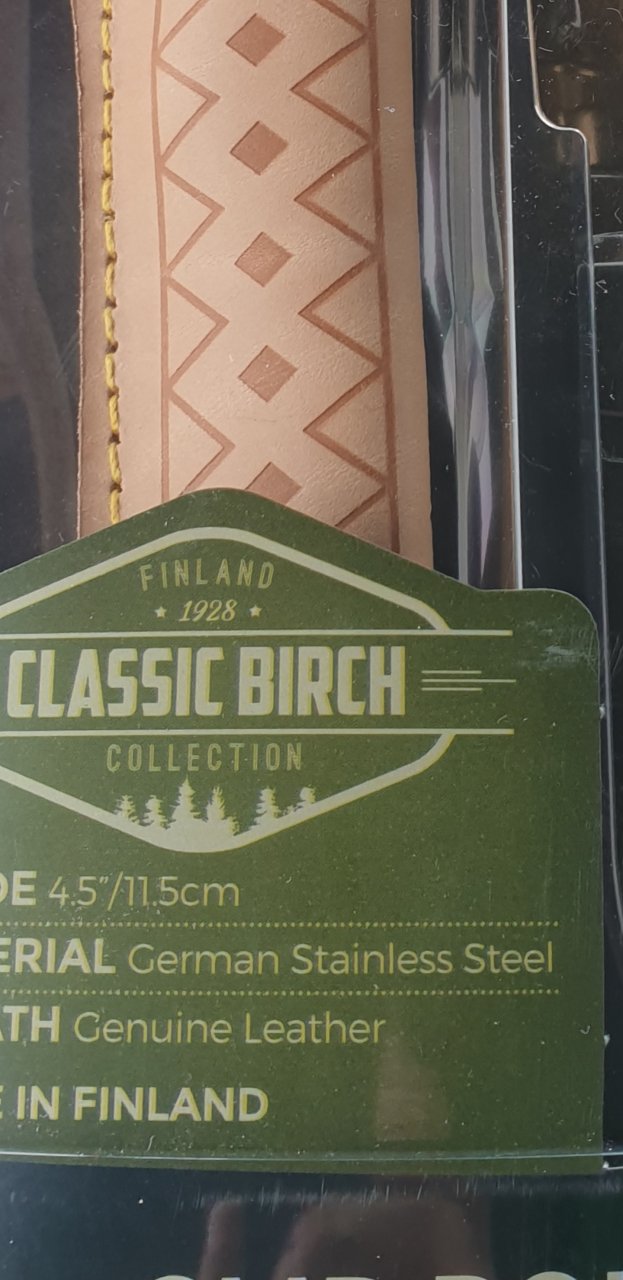 FINLAND
1928
CLASSIC BIRCH
COLLECTION
DE 4.5"/11.5cm
ERIAL German Stainless Steel
ATH Genuine Leather
E IN FINLAND